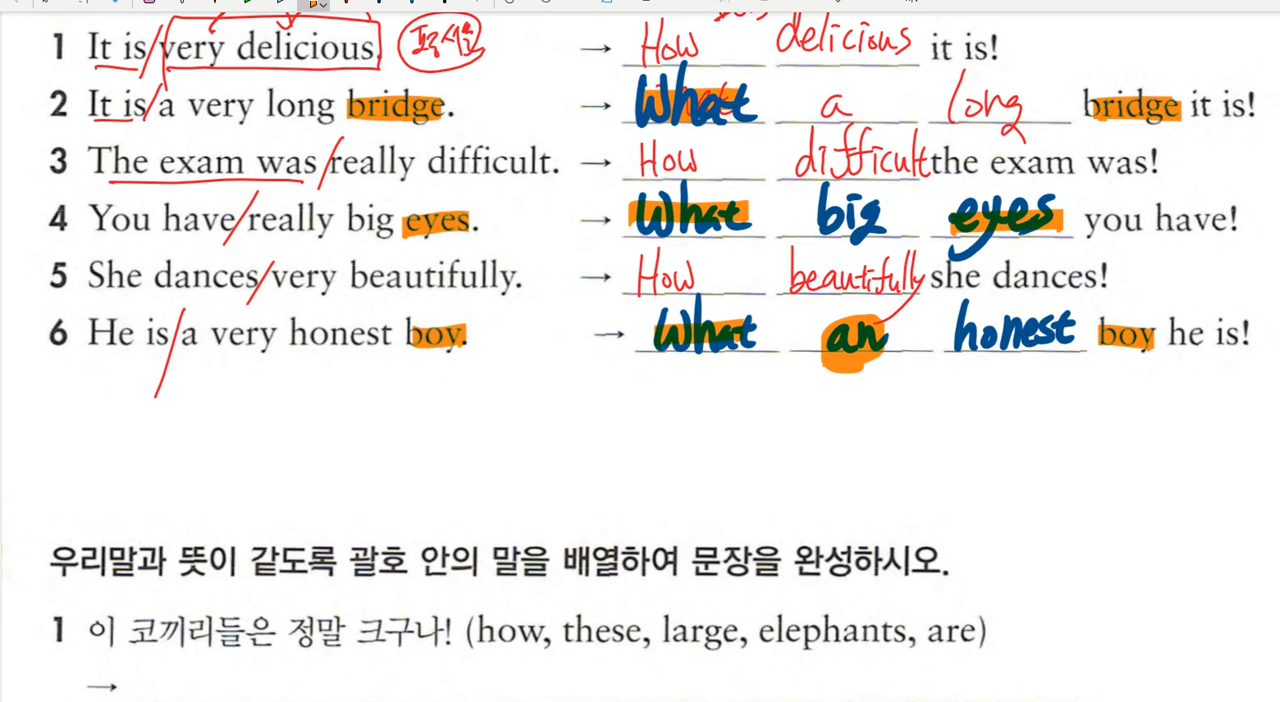 1 It is/very delicious. → How delicious it is!
2 It is/a very long bridge. → What a long bridge it is!
3 The exam was/really difficult. → How difficult the exam was!
4 You have/really big eyes. → What big eyes you have!
5 She dances/very beautifully. → How beautifully she dances!
6 He is/a very honest boy. → What an honest boy he is!
우리말과 뜻이 같도록 괄호 안의 말을 배열하여 문장을 완성하시오.
1 이 코끼리들은 정말 크구나! (how, these, large, elephants, are)
→